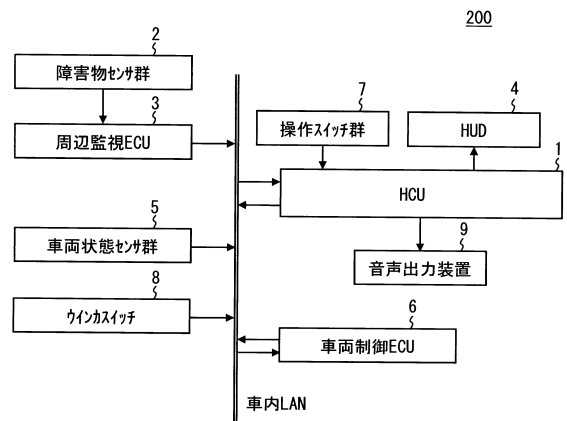 200
2
障害物ｾﾝｻ群
3
周辺監視ECU
7
操作ｽｲｯﾁ群
4
HUD
1
HCU
5
車両状態ｾﾝｻ群
9
音声出力装置
8
ｳｲﾝｶｽｲｯﾁ
6
車両制御ECU
車内LAN